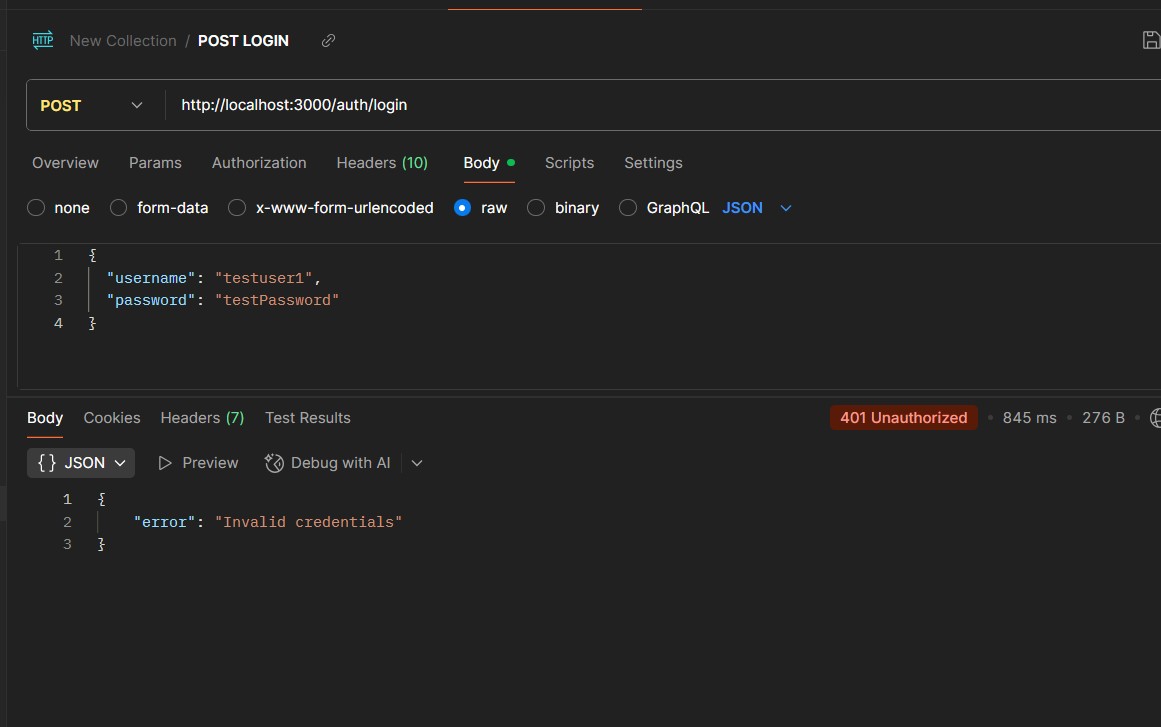 HTTP New Collection / POST LOGIN
POST http://localhost:3000/auth/login
Overview Params Authorization Headers (10) Body Scripts Settings
none form-data x-www-form-urlencoded raw binary GraphQL JSON
1 {
2 "username": "testuser1",
3 "password": "testPassword"
4 }
Body Cookies Headers (7) Test Results 401 Unauthorized • 845 ms • 276 B •
{} JSON Preview Debug with AI
1 {
2 "error": "Invalid credentials"
3 }